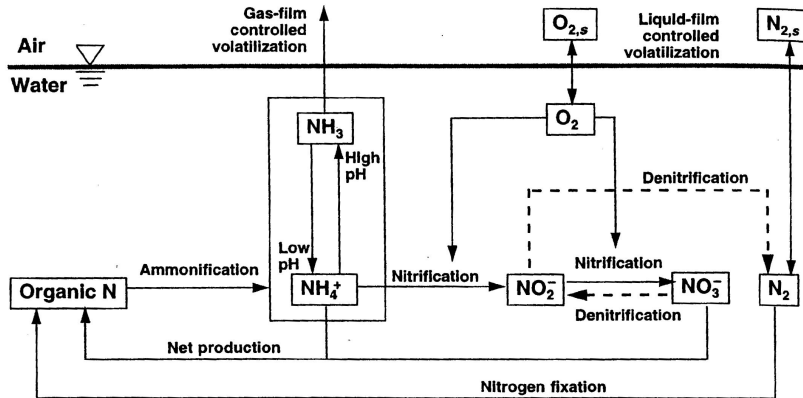 Gas-film
controlled
volatilization
Air
Water
O2,s
Liquid-film
controlled
volatilization
N2,s
NH3
O2
HIgh
pH
Denitrification
Low
pH
Ammonification
Nitrification
Nitrification
Organic N
NH4+
NO2−
NO3−
N2
Denitrification
Net production
Nitrogen fixation